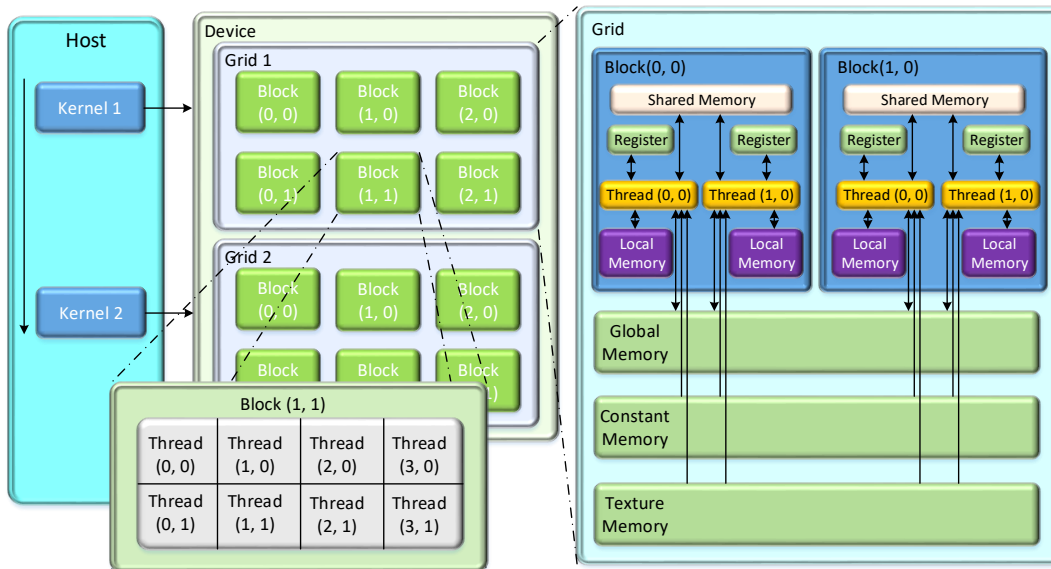 Host
Kernel 1
Kernel 2
Device
Grid 1
Block
(0, 0)
Block
(1, 0)
Block
(2, 0)
Block
(0, 1)
Block
(1, 1)
Block
(2, 1)
Grid 2
Block
(0, 0)
Block
(1, 0)
Block
(2, 0)
Block
Block
Block
1)
Block (1, 1)
Thread
(0, 0)
Thread
(1, 0)
Thread
(2, 0)
Thread
(3, 0)
Thread
(0, 1)
Thread
(1, 1)
Thread
(2, 1)
Thread
(3, 1)
Grid
Block(0, 0)
Shared Memory
Register
Register
Thread (0, 0)
Thread (1, 0)
Local
Memory
Local
Memory
Block(1, 0)
Shared Memory
Register
Register
Thread (0, 0)
Thread (1, 0)
Local
Memory
Local
Memory
Global
Memory
Constant
Memory
Texture
Memory